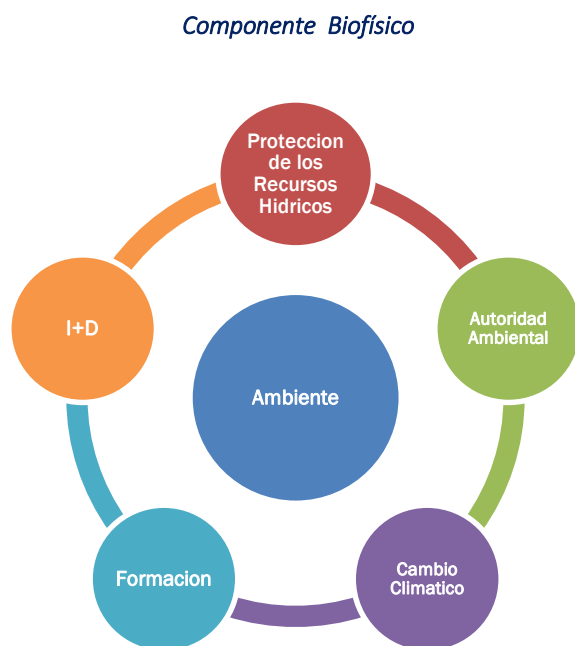 Componente Biofísico
Proteccion
de los
Recursos
Hidricos
Autoridad
Ambiental
I+D
Ambiente
Formacion
Cambio
Climatico